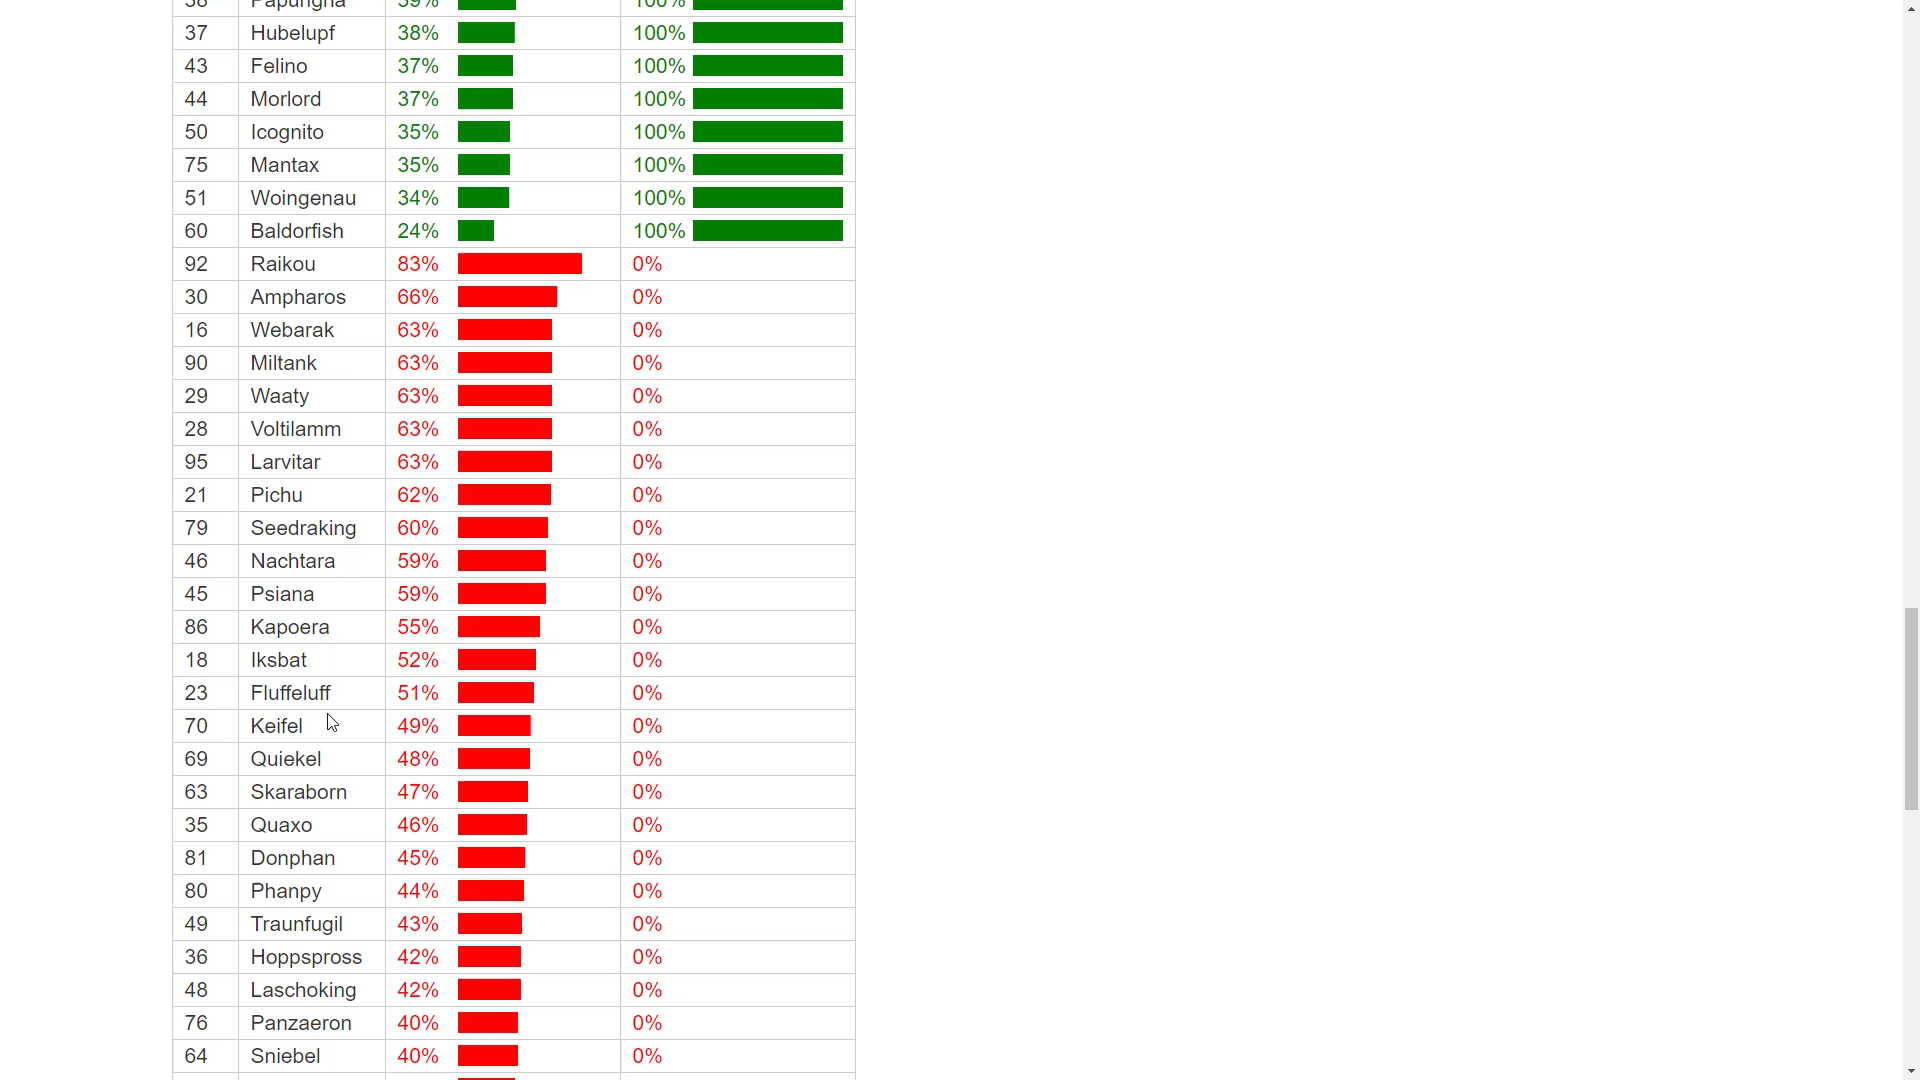 38 Papungha 39% 100%
37 Hubelupf 38% 100%
43 Felino 37% 100%
44 Morlord 37% 100%
50 Icognito 35% 100%
75 Mantax 35% 100%
51 Woingenau 34% 100%
60 Baldorfish 24% 100%
92 Raikou 83% 0%
30 Ampharos 66% 0%
16 Webarak 63% 0%
90 Miltank 63% 0%
29 Waaty 63% 0%
28 Voltilamm 63% 0%
95 Larvitar 63% 0%
21 Pichu 62% 0%
79 Seedraking 60% 0%
46 Nachtara 59% 0%
45 Psiana 59% 0%
86 Kapoera 55% 0%
18 Iksbat 52% 0%
23 Fluffeluff 51% 0%
70 Keifel 49% 0%
69 Quiekel 48% 0%
63 Skaraborn 47% 0%
35 Quaxo 46% 0%
81 Donphan 45% 0%
80 Phanpy 44% 0%
49 Traunfugil 43% 0%
36 Hoppspross 42% 0%
48 Laschoking 42% 0%
76 Panzaeron 40% 0%
64 Sniebel 40% 0%